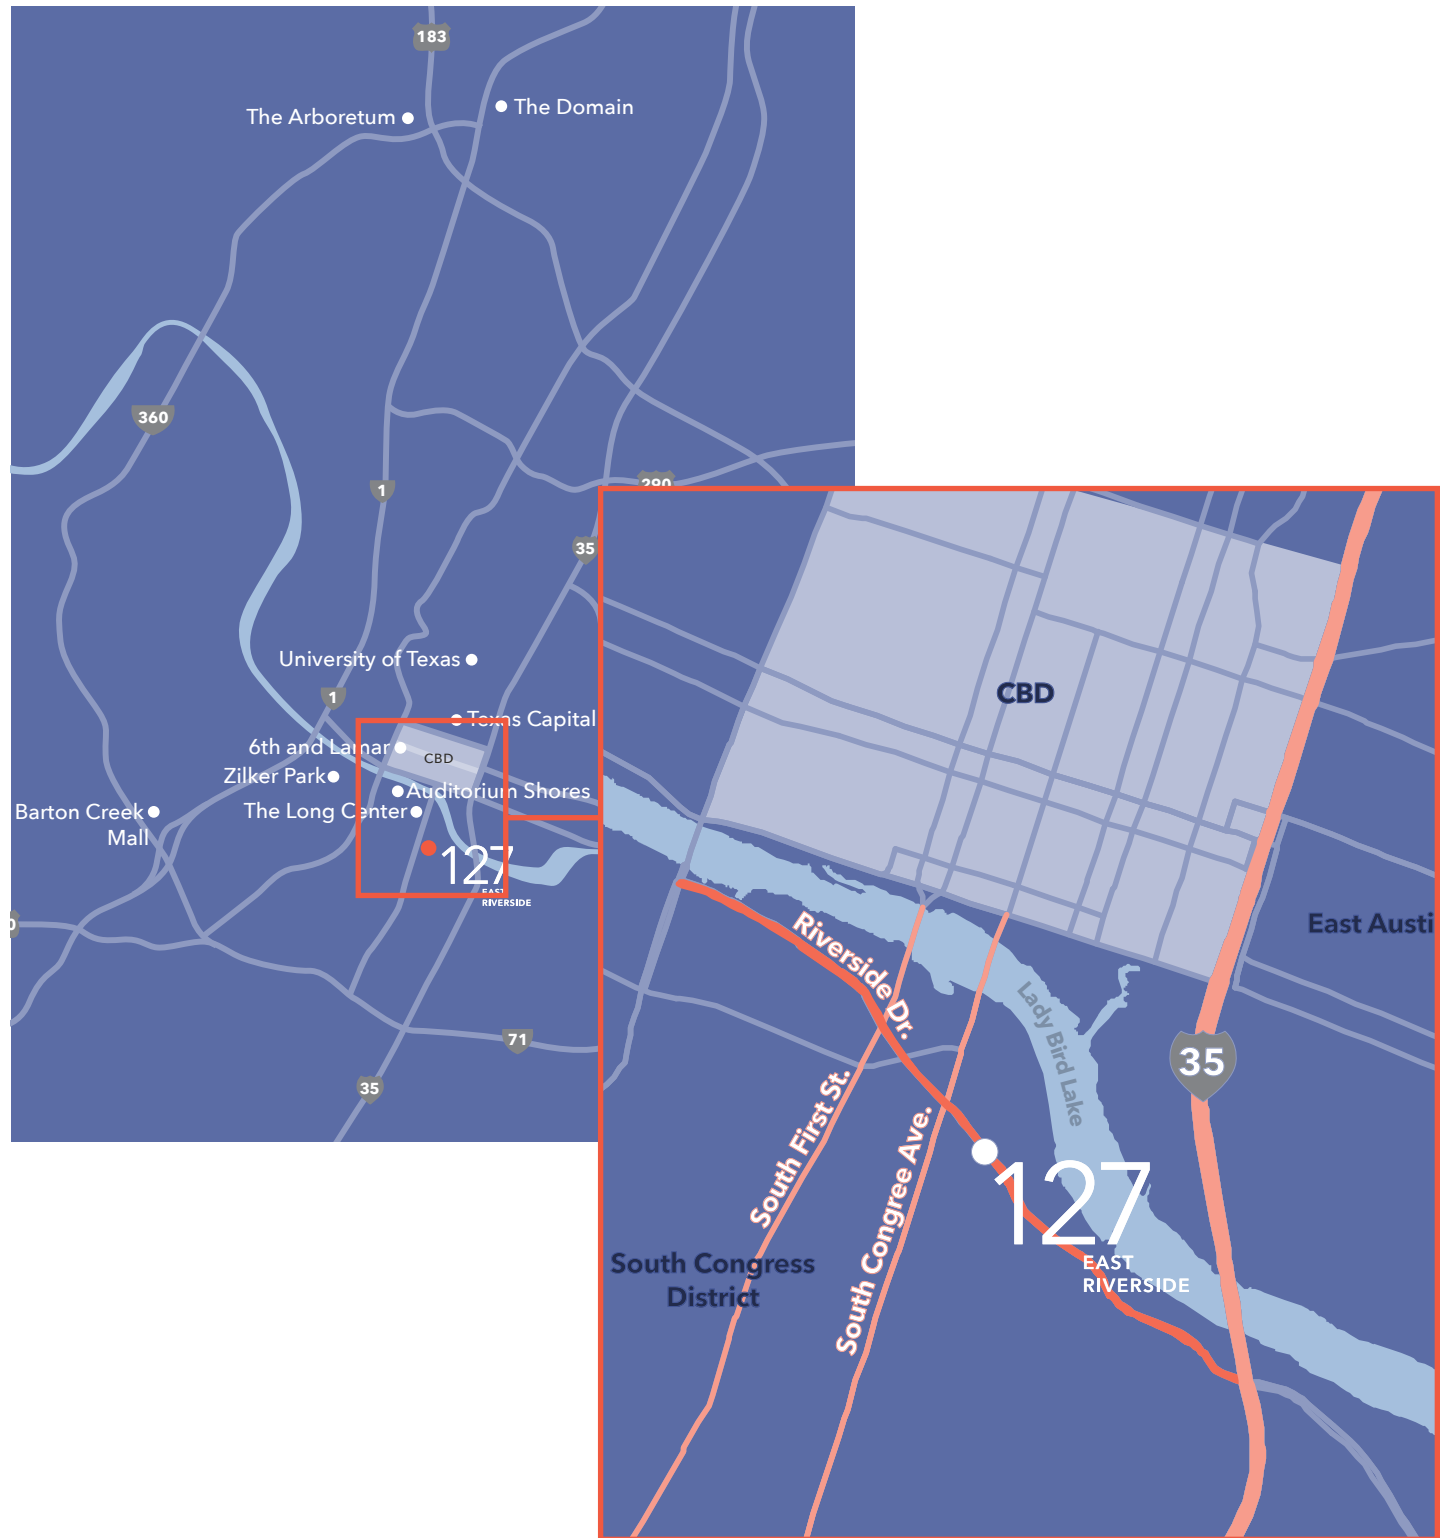 183
The Arboretum
The Domain
360
1
290
35
University of Texas
1
Texas Capital
6th and Lamar
CBD
Zilker Park
Auditorium Shores
Barton Creek
Mall
The Long Center
127
EAST
RIVERSIDE
0
71
35
CBD
East Austi
Riverside Dr.
Lady Bird Lake
35
South First St.
South Congree Ave.
127
EAST
RIVERSIDE
South Congress
District